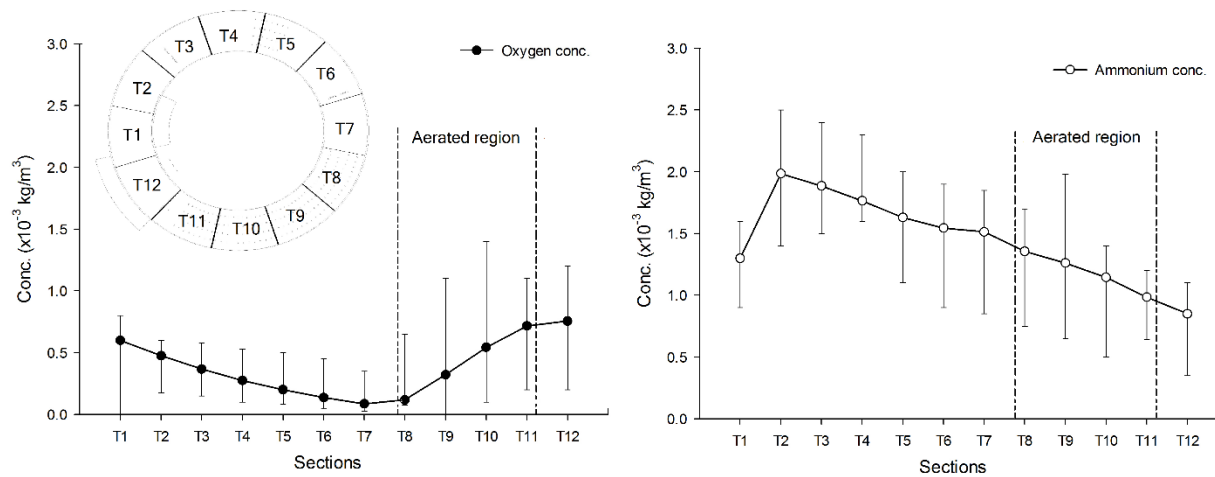 3.0
2.5
2.0
1.5
1.0
0.5
0.0
Conc. (x10⁻³ kg/m³)
T1
T2
T3
T4
T5
T6
T7
T8
T9
T10
T11
T12
Oxygen conc.
Aerated region
T1 T2 T3 T4 T5 T6 T7 T8 T9 T10 T11 T12
Sections
3.0
2.5
2.0
1.5
1.0
0.5
0.0
Conc. (x10⁻³ kg/m³)
Ammonium conc.
Aerated region
T1 T2 T3 T4 T5 T6 T7 T8 T9 T10 T11 T12
Sections